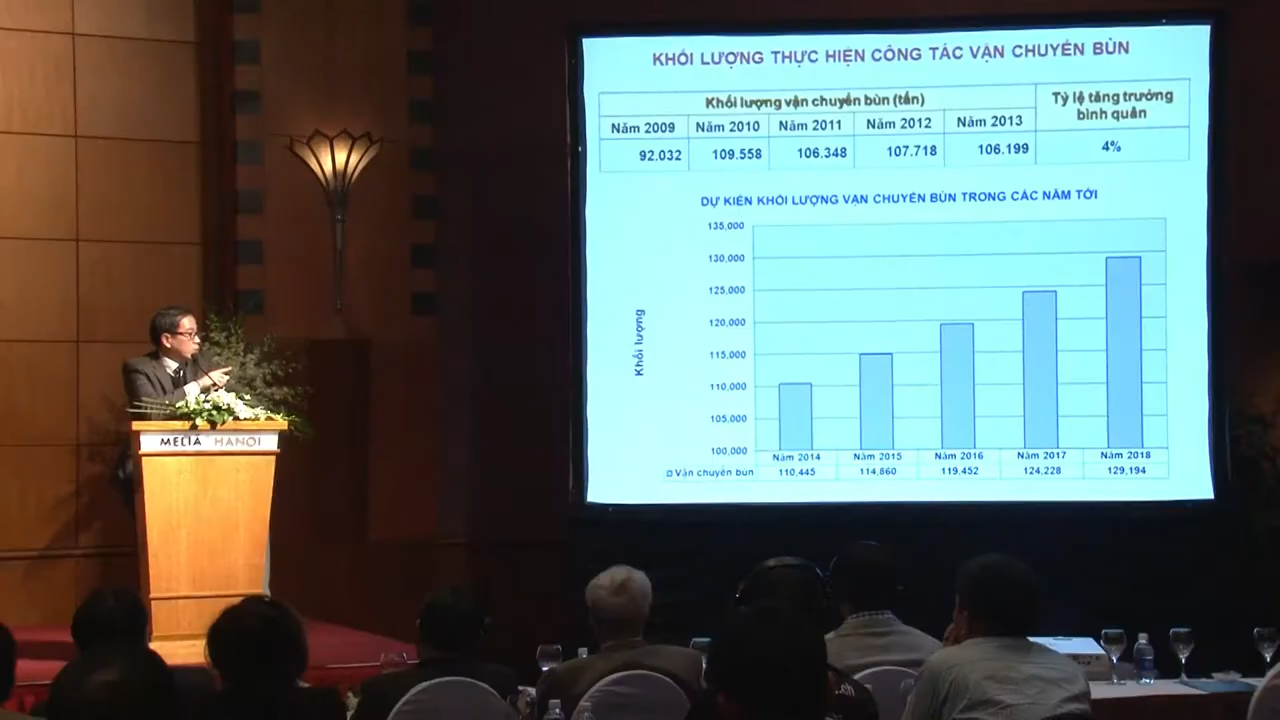 KHỐI LƯỢNG THỰC HIỆN CÔNG TÁC VẬN CHUYỂN BÙN
Khối lượng vận chuyển bùn (tấn)
Tỷ lệ tăng trưởng
bình quân
Năm 2009 Năm 2010 Năm 2011 Năm 2012 Năm 2013
92.032 109.558 106.348 107.718 106.199 4%
DỰ KIẾN KHỐI LƯỢNG VẬN CHUYỂN BÙN TRONG CÁC NĂM TỚI
135,000
130,000
125,000
120,000
115,000
110,000
105,000
100,000
Khối lượng
Năm 2014 Năm 2015 Năm 2016 Năm 2017 Năm 2018
Vận chuyển bùn 110,445 114,860 119,452 124,228 129,194
MELIÁ HANOI